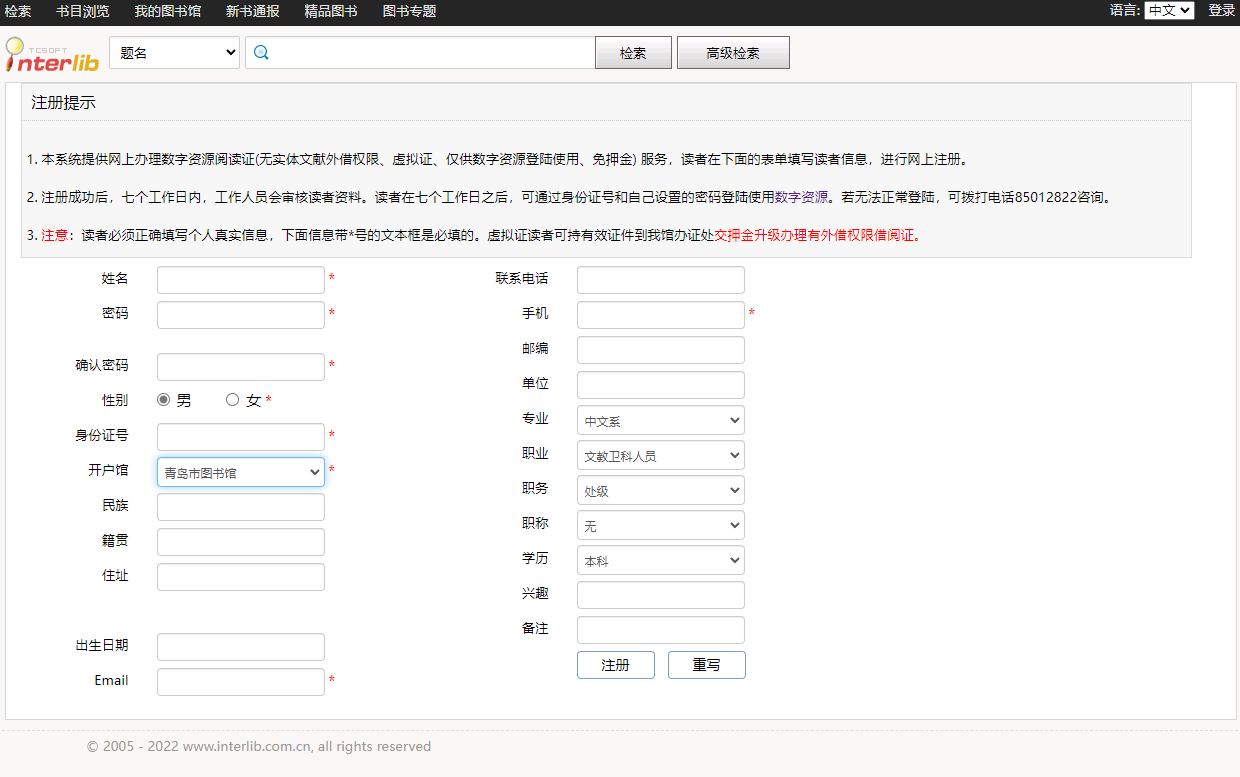 检索 书目浏览 我的图书馆 新书通报 精品图书 图书专题 语言: 中文 登录
TCSOFT
interlib 题名 检索 高级检索
注册提示
1. 本系统提供网上办理数字资源阅读证(无实体文献外借权限、虚拟证、仅供数字资源登陆使用、免押金) 服务，读者在下面的表单填写读者信息，进行网上注册。
2. 注册成功后，七个工作日内，工作人员会审核读者资料。读者在七个工作日之后，可通过身份证号和自己设置的密码登陆使用数字资源。若无法正常登陆，可拨打电话85012822咨询。
3. 注意：读者必须正确填写个人真实信息，下面信息带*号的文本框是必填的。虚拟证读者可持有效证件到我馆办证处交押金升级办理有外借权限借阅证。
姓名 * 联系电话
密码 * 手机 *
邮编
确认密码 *
单位
性别 男 女 *
专业 中文系
身份证号 *
职业 文教卫科人员
开户馆 青岛市图书馆 *
职务 处级
民族
职称 无
籍贯
学历 本科
住址
兴趣
备注
出生日期
注册 重写
Email *
© 2005 - 2022 www.interlib.com.cn, all rights reserved